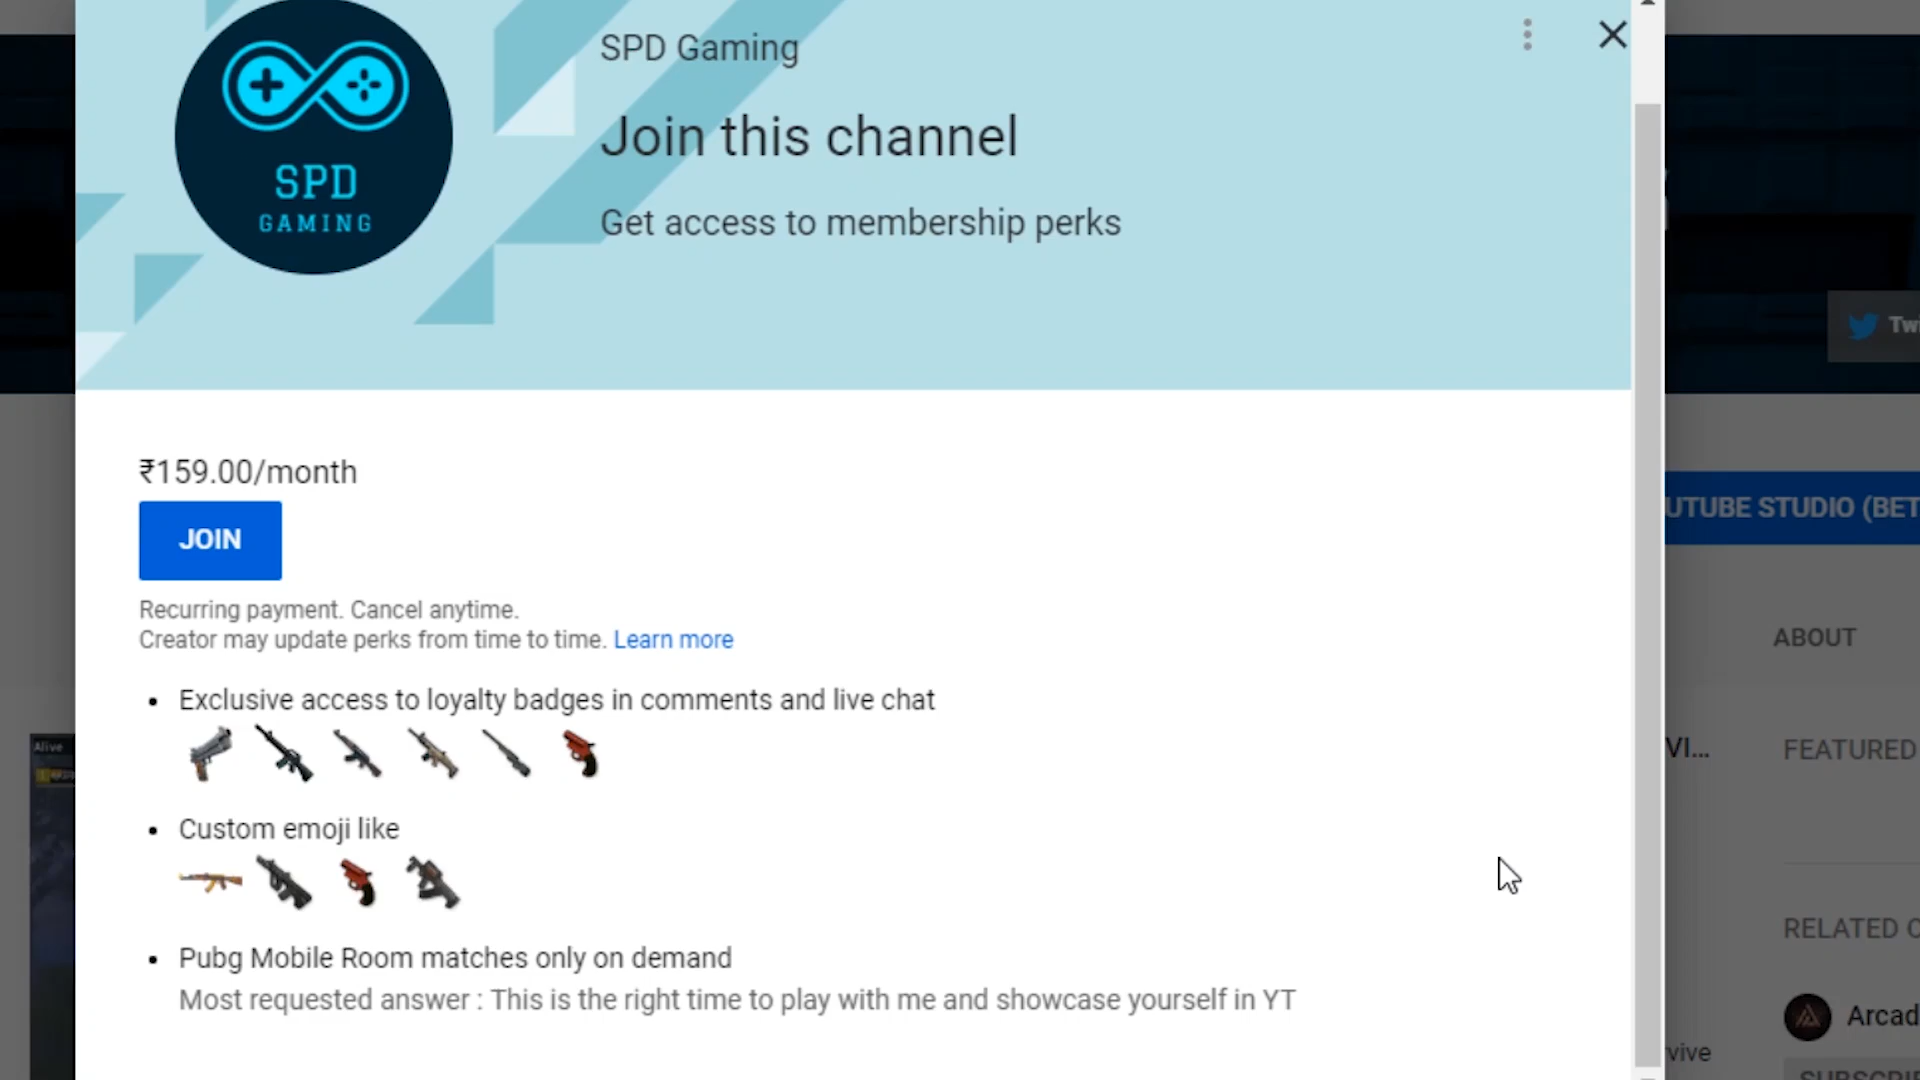 SPD Gaming
Join this channel
Get access to membership perks
SPD
GAMING
₹159.00/month
JOIN
Recurring payment. Cancel anytime.
Creator may update perks from time to time. Learn more
• Exclusive access to loyalty badges in comments and live chat
• Custom emoji like
• Pubg Mobile Room matches only on demand
Most requested answer : This is the right time to play with me and showcase yourself in YT
Alive
Twi
UTUBE STUDIO (BET
ABOUT
VI...
FEATURED
RELATED C
Arcad
vive
SUBSCRI